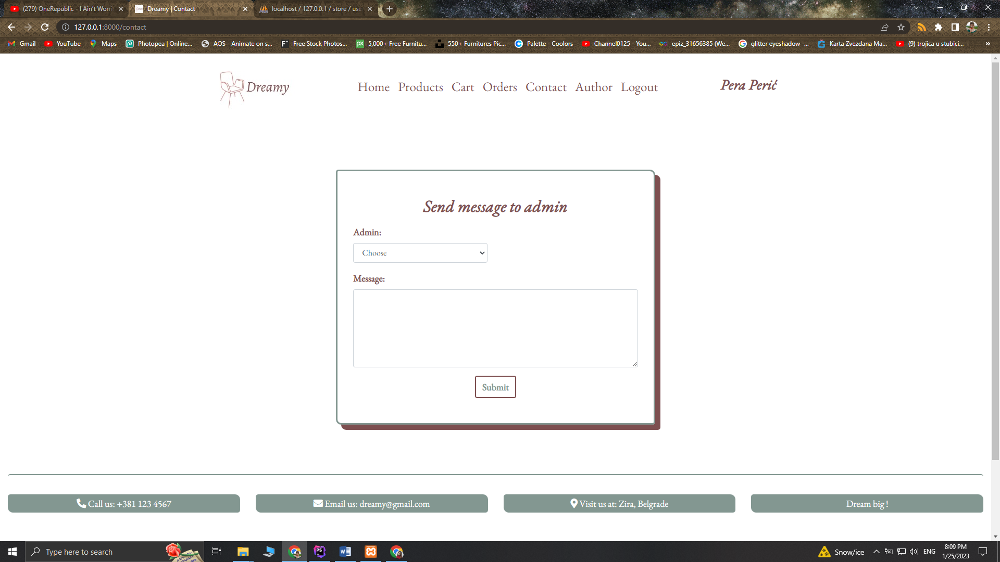 (279) OneRepublic - I Ain't Worri
Dreamy | Contact
localhost / 127.0.0.1 / store / use
127.0.0.1:8000/contact
Gmail
YouTube
Maps
Photopea | Online...
AOS - Animate on s...
Free Stock Photos...
5,000+ Free Furnitu...
550+ Furnitures Pic...
Palette - Coolors
Channel0125 - You...
epiz_31656385 (We...
glitter eyeshadow -...
Karta Zvezdana Ma...
(9) trojica u stubici...
»
Dreamy
Home Products Cart Orders Contact Author Logout
Pera Perić
Send message to admin
Admin:
Choose
Message:
Submit
Call us: +381 123 4567
Email us: dreamy@gmail.com
Visit us at: Zira, Belgrade
Dream big !
Type here to search
Snow/ice
ENG
8:09 PM
1/25/2023